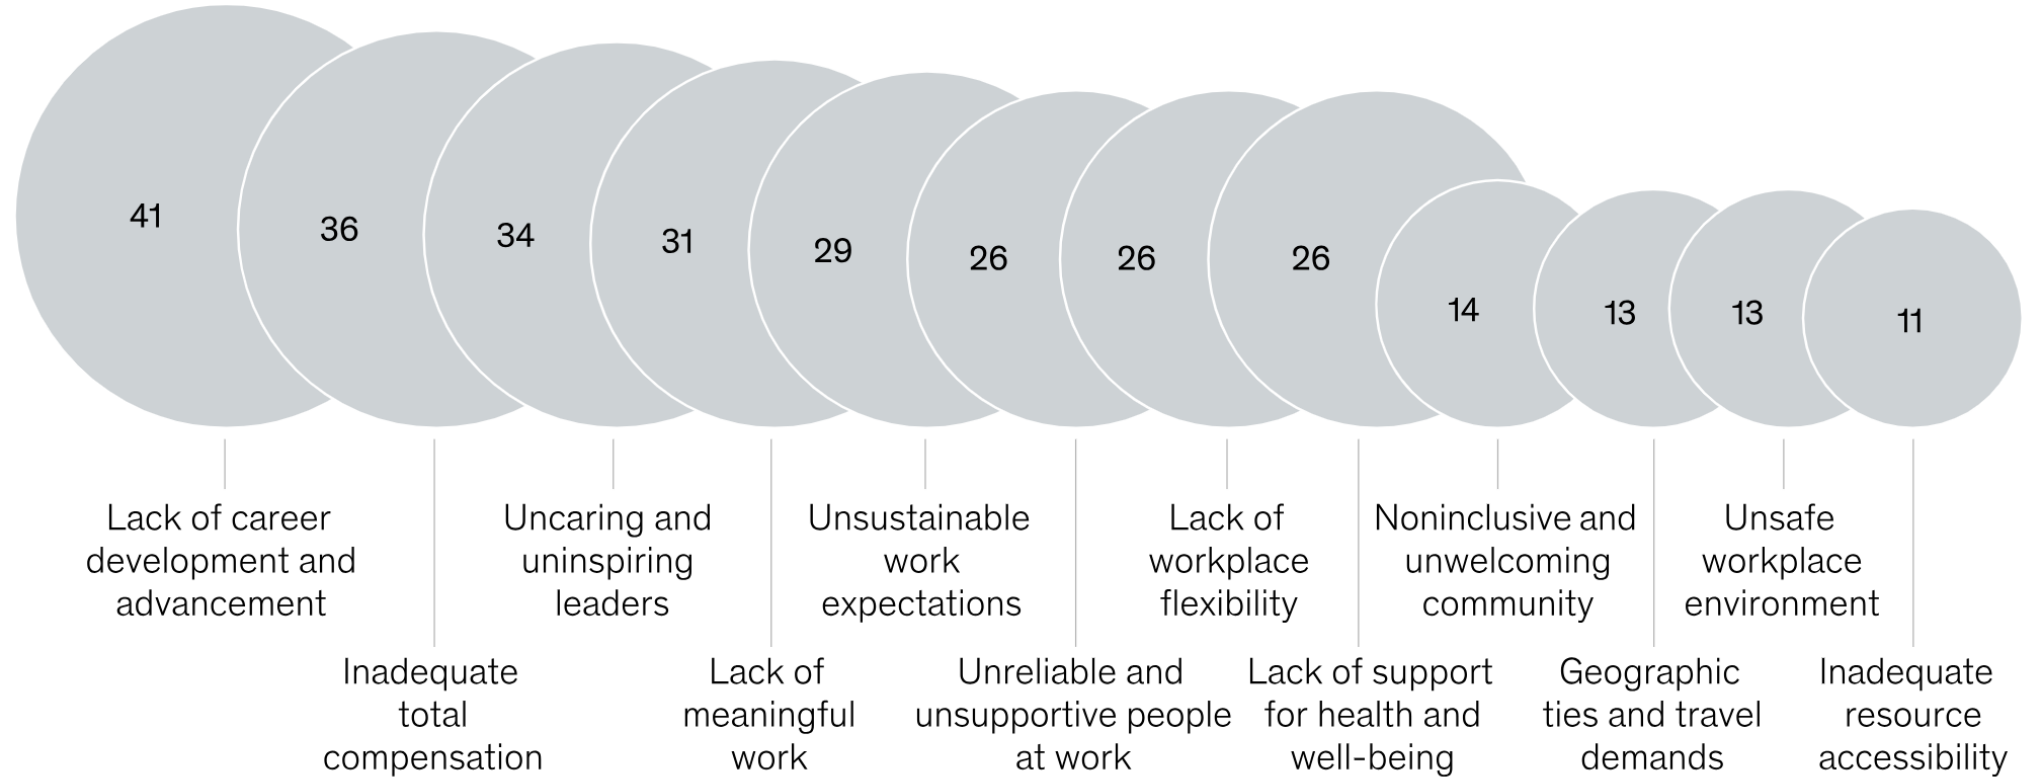 41
36
34
31
29
26
26
26
14
13
13
11
Lack of career
development and
advancement
Inadequate
total
compensation
Uncaring and
uninspiring
leaders
Lack of
meaningful
work
Unsustainable
work
expectations
Unreliable and
unsupportive people
at work
Lack of
workplace
flexibility
Lack of support
for health and
well-being
Noninclusive and
unwelcoming
community
Geographic
ties and travel
demands
Unsafe
workplace
environment
Inadequate
resource
accessibility